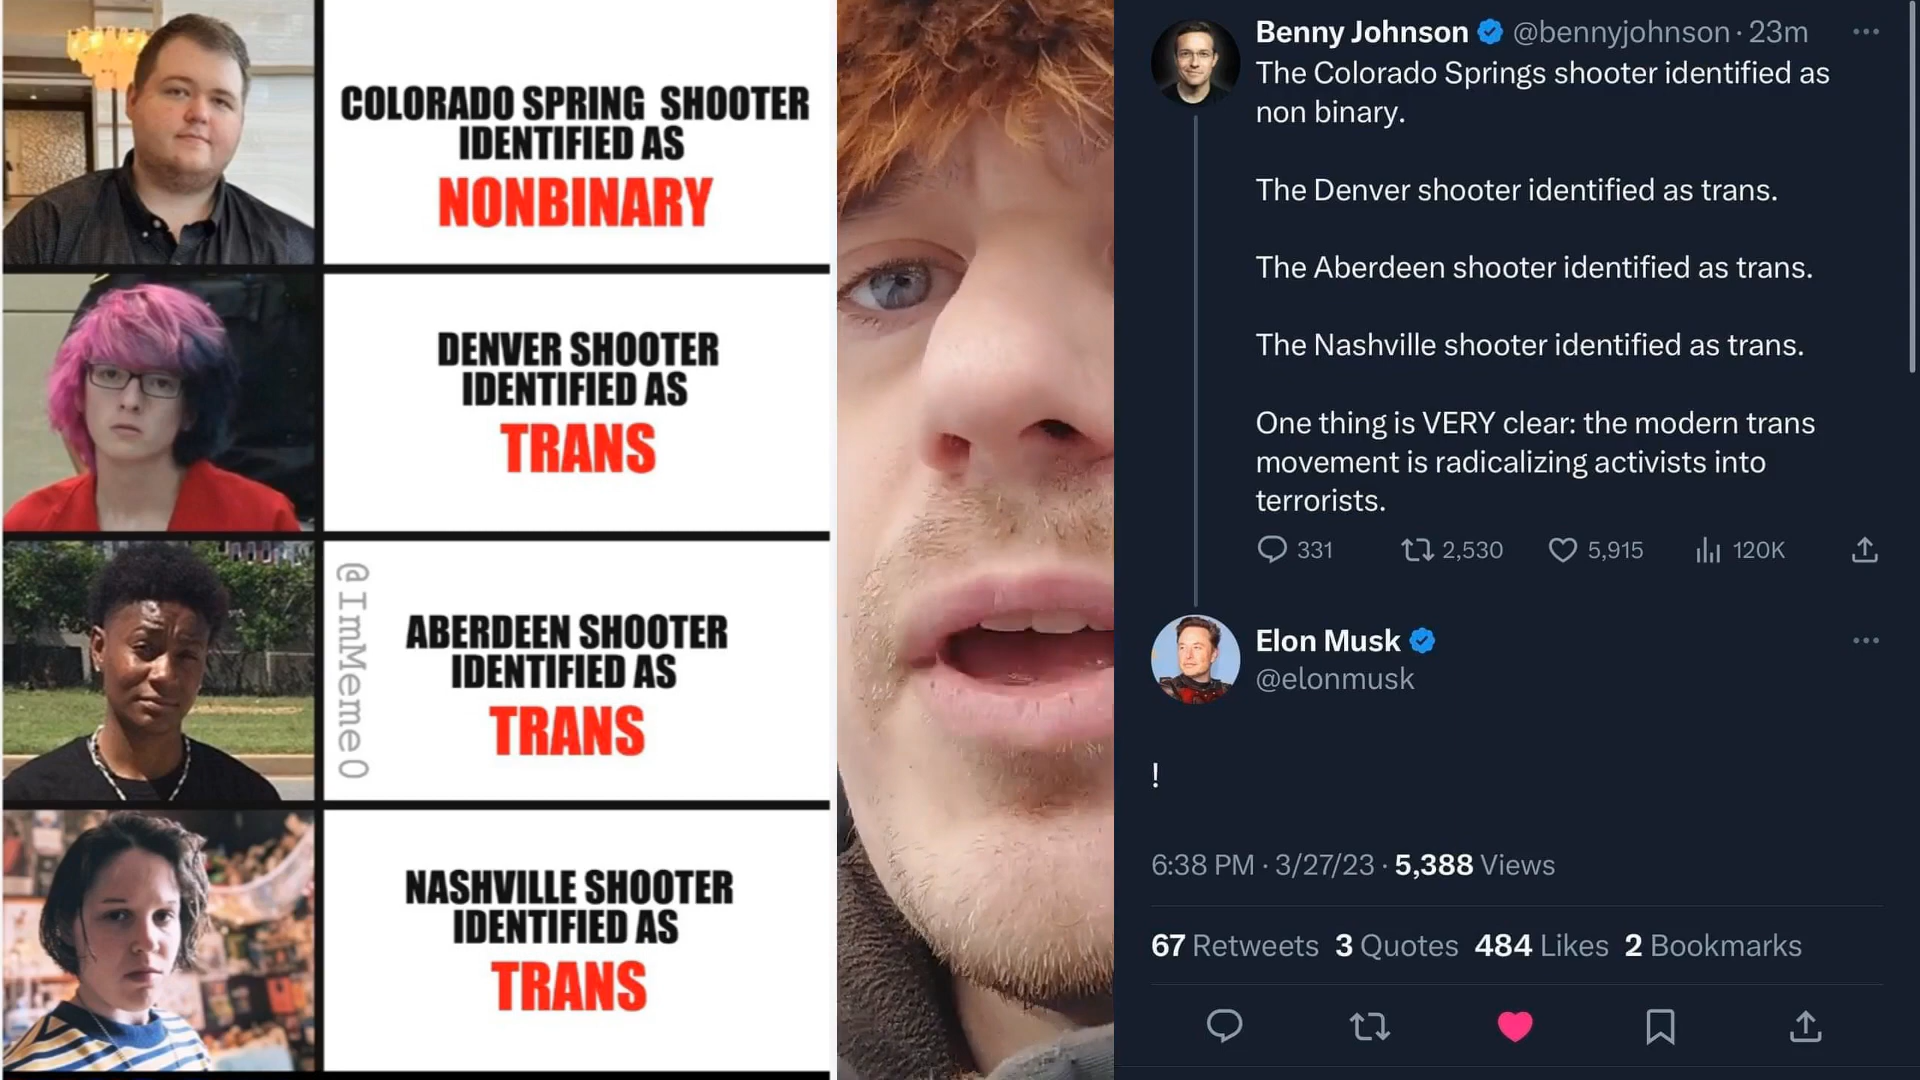 COLORADO SPRING SHOOTER
IDENTIFIED AS
NONBINARY
DENVER SHOOTER
IDENTIFIED AS
TRANS
@ImMeme0
ABERDEEN SHOOTER
IDENTIFIED AS
TRANS
NASHVILLE SHOOTER
IDENTIFIED AS
TRANS
Benny Johnson @bennyjohnson · 23m
The Colorado Springs shooter identified as
non binary.
The Denver shooter identified as trans.
The Aberdeen shooter identified as trans.
The Nashville shooter identified as trans.
One thing is VERY clear: the modern trans
movement is radicalizing activists into
terrorists.
331 2,530 5,915 120K
Elon Musk
@elonmusk
!
6:38 PM · 3/27/23 · 5,388 Views
67 Retweets 3 Quotes 484 Likes 2 Bookmarks